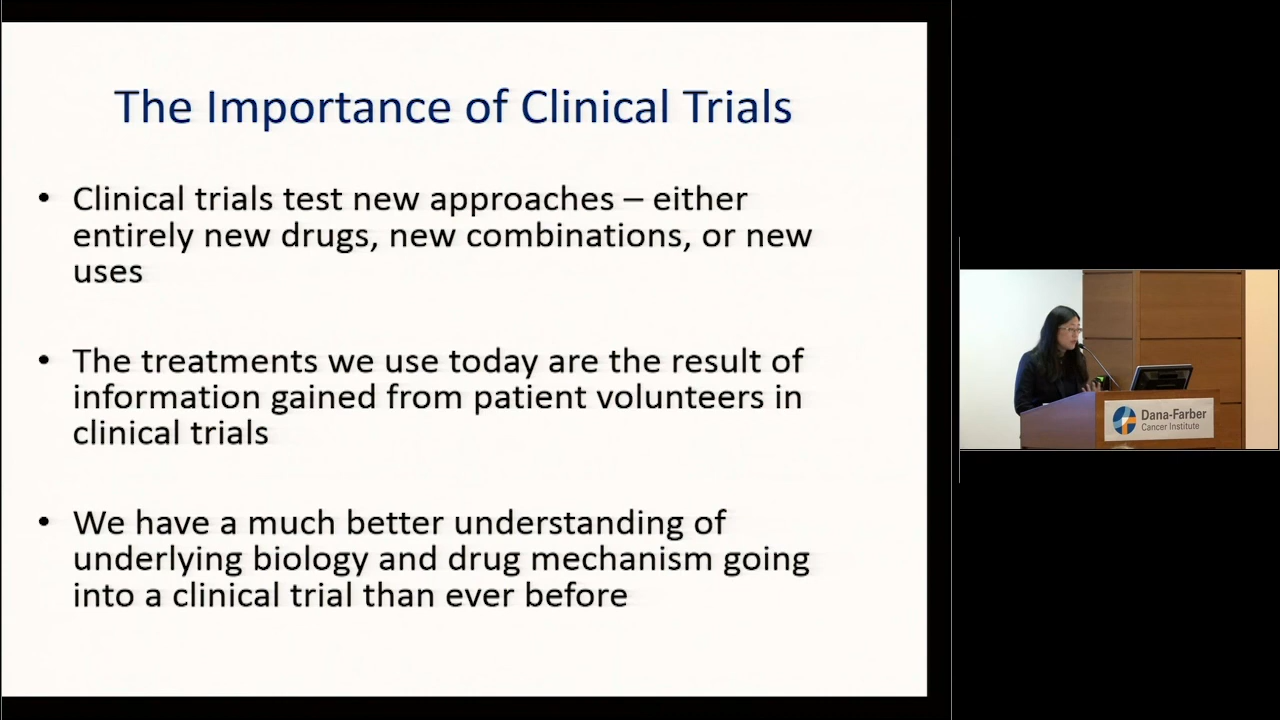 The Importance of Clinical Trials
• Clinical trials test new approaches – either
entirely new drugs, new combinations, or new
uses
• The treatments we use today are the result of
information gained from patient volunteers in
clinical trials
• We have a much better understanding of
underlying biology and drug mechanism going
into a clinical trial than ever before
Dana-Farber
Cancer Institute